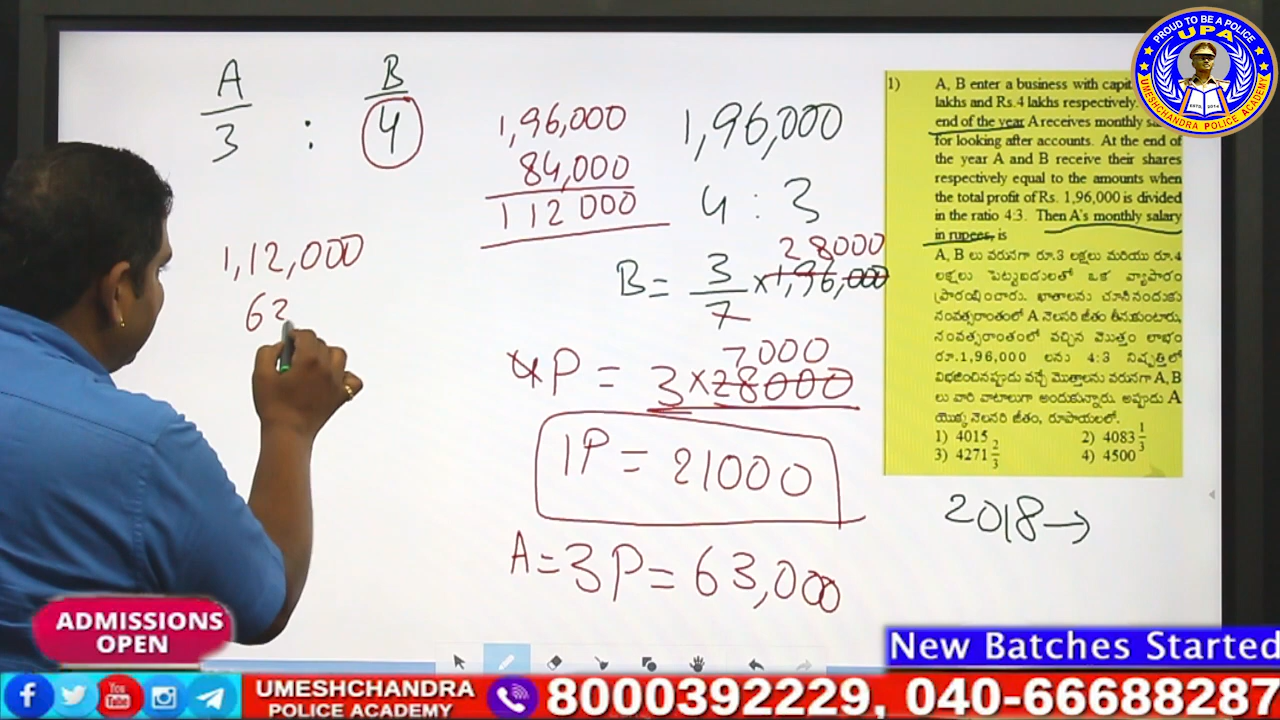 A
3
:
B
4
1,96,000
84,000
112000
1,96,000
4 : 3
28000
B = 3/7 × 1,96,000
7000
4P = 3 × 28000
1P = 21000
A = 3P = 63,000
1,12,000
63
2018 →
1) A, B enter a business with capit
lakhs and Rs.4 lakhs respectively.
end of the year A receives monthly
for looking after accounts. At the end of
the year A and B receive their shares
respectively equal to the amounts when
the total profit of Rs. 1,96,000 is divided
in the ratio 4:3. Then A's monthly salary
in rupees, is
A, B లు వరుసగా రూ.3 లక్షలు మరియు రూ.4
లక్షలు పెట్టుబడులతో ఒక వ్యాపారం
ప్రారంభించారు. ఖాతాలను చూసినందుకు
సంవత్సరాంతంలో A నెలసరి జీతం తీసుకుంటారు,
సంవత్సరాంతంలో వచ్చిన మొత్తం లాభం
రూ.1,96,000 లను 4:3 నిష్పత్తిలో
విభజించినప్పుడు వచ్చే మొత్తాలను వరుసగా A, B
లు వారి వాటాలుగా అందుకున్నారు. అప్పుడు A
యొక్క నెలసరి జీతం, రూపాయలలో.
1) 4015 2) 4083 1/3
3) 4271 2/3 4) 4500
PROUD TO BE A POLICE
UPA
ESTD. 2014
UMESHCHANDRA POLICE ACADEMY
ADMISSIONS
OPEN
New Batches Started
You
Tube
UMESHCHANDRA
POLICE ACADEMY
8000392229, 040-66688287